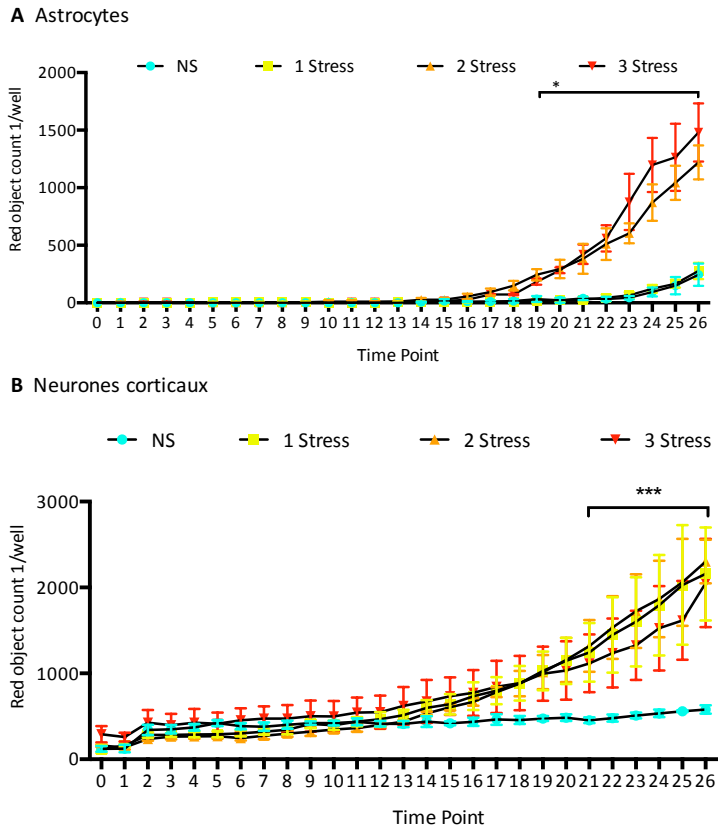 A Astrocytes
NS 1 Stress 2 Stress 3 Stress
2000
*
1500
1000
500
0
Red object count 1/well
0 1 2 3 4 5 6 7 8 9 10 11 12 13 14 15 16 17 18 19 20 21 22 23 24 25 26
Time Point
B Neurones corticaux
NS 1 Stress 2 Stress 3 Stress
3000
***
2000
1000
0
Red object count 1/well
0 1 2 3 4 5 6 7 8 9 10 11 12 13 14 15 16 17 18 19 20 21 22 23 24 25 26
Time Point